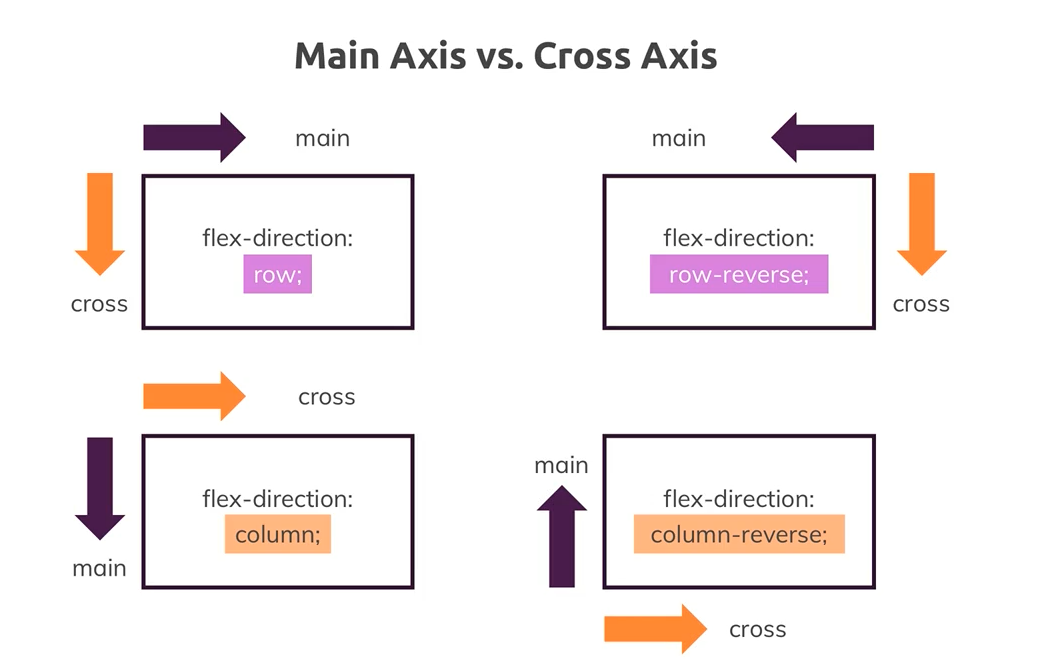 Main Axis vs. Cross Axis
main
cross
flex-direction:
row;
main
cross
flex-direction:
row-reverse;
cross
main
flex-direction:
column;
main
flex-direction:
column-reverse;
cross